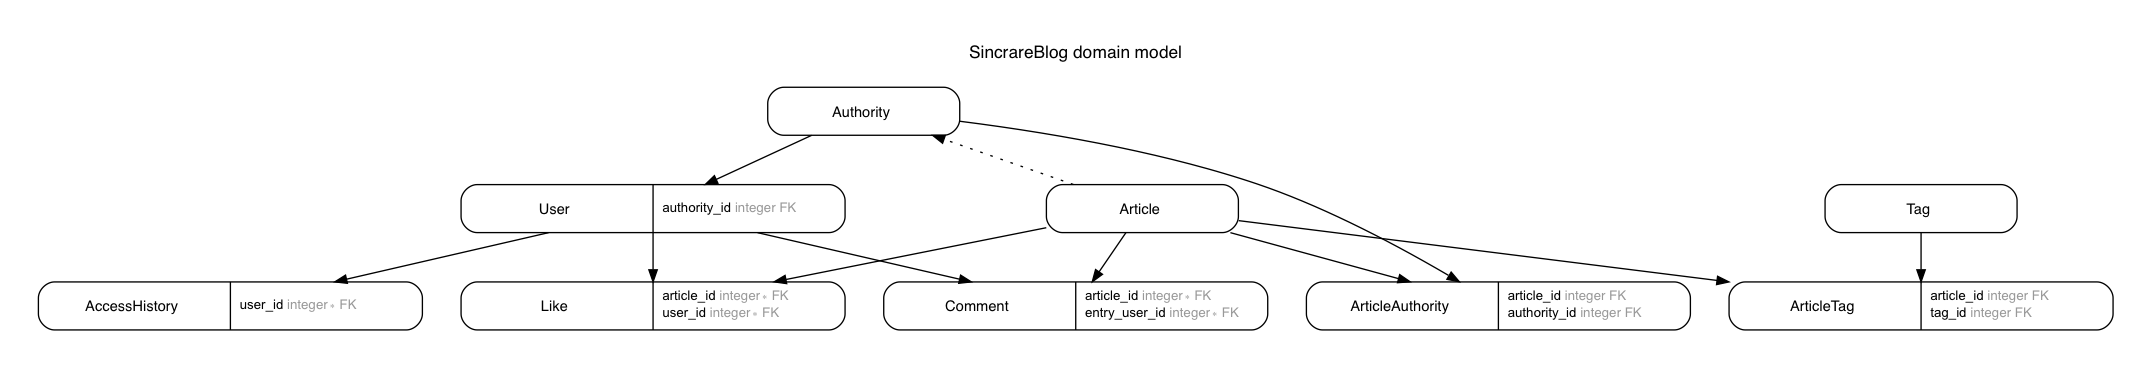 SincrareBlog domain model
Authority
User
authority_id integer FK
Article
Tag
AccessHistory
user_id integer∗ FK
Like
article_id integer∗ FK
user_id integer∗ FK
Comment
article_id integer∗ FK
entry_user_id integer∗ FK
ArticleAuthority
article_id integer FK
authority_id integer FK
ArticleTag
article_id integer FK
tag_id integer FK